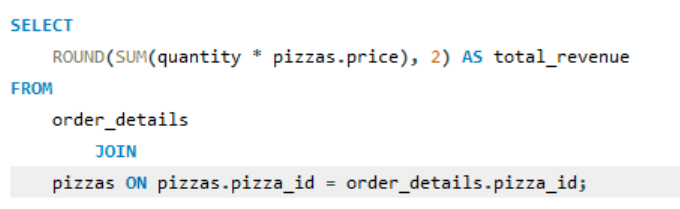 SELECT
ROUND(SUM(quantity * pizzas.price), 2) AS total_revenue
FROM
order_details
JOIN
pizzas ON pizzas.pizza_id = order_details.pizza_id;